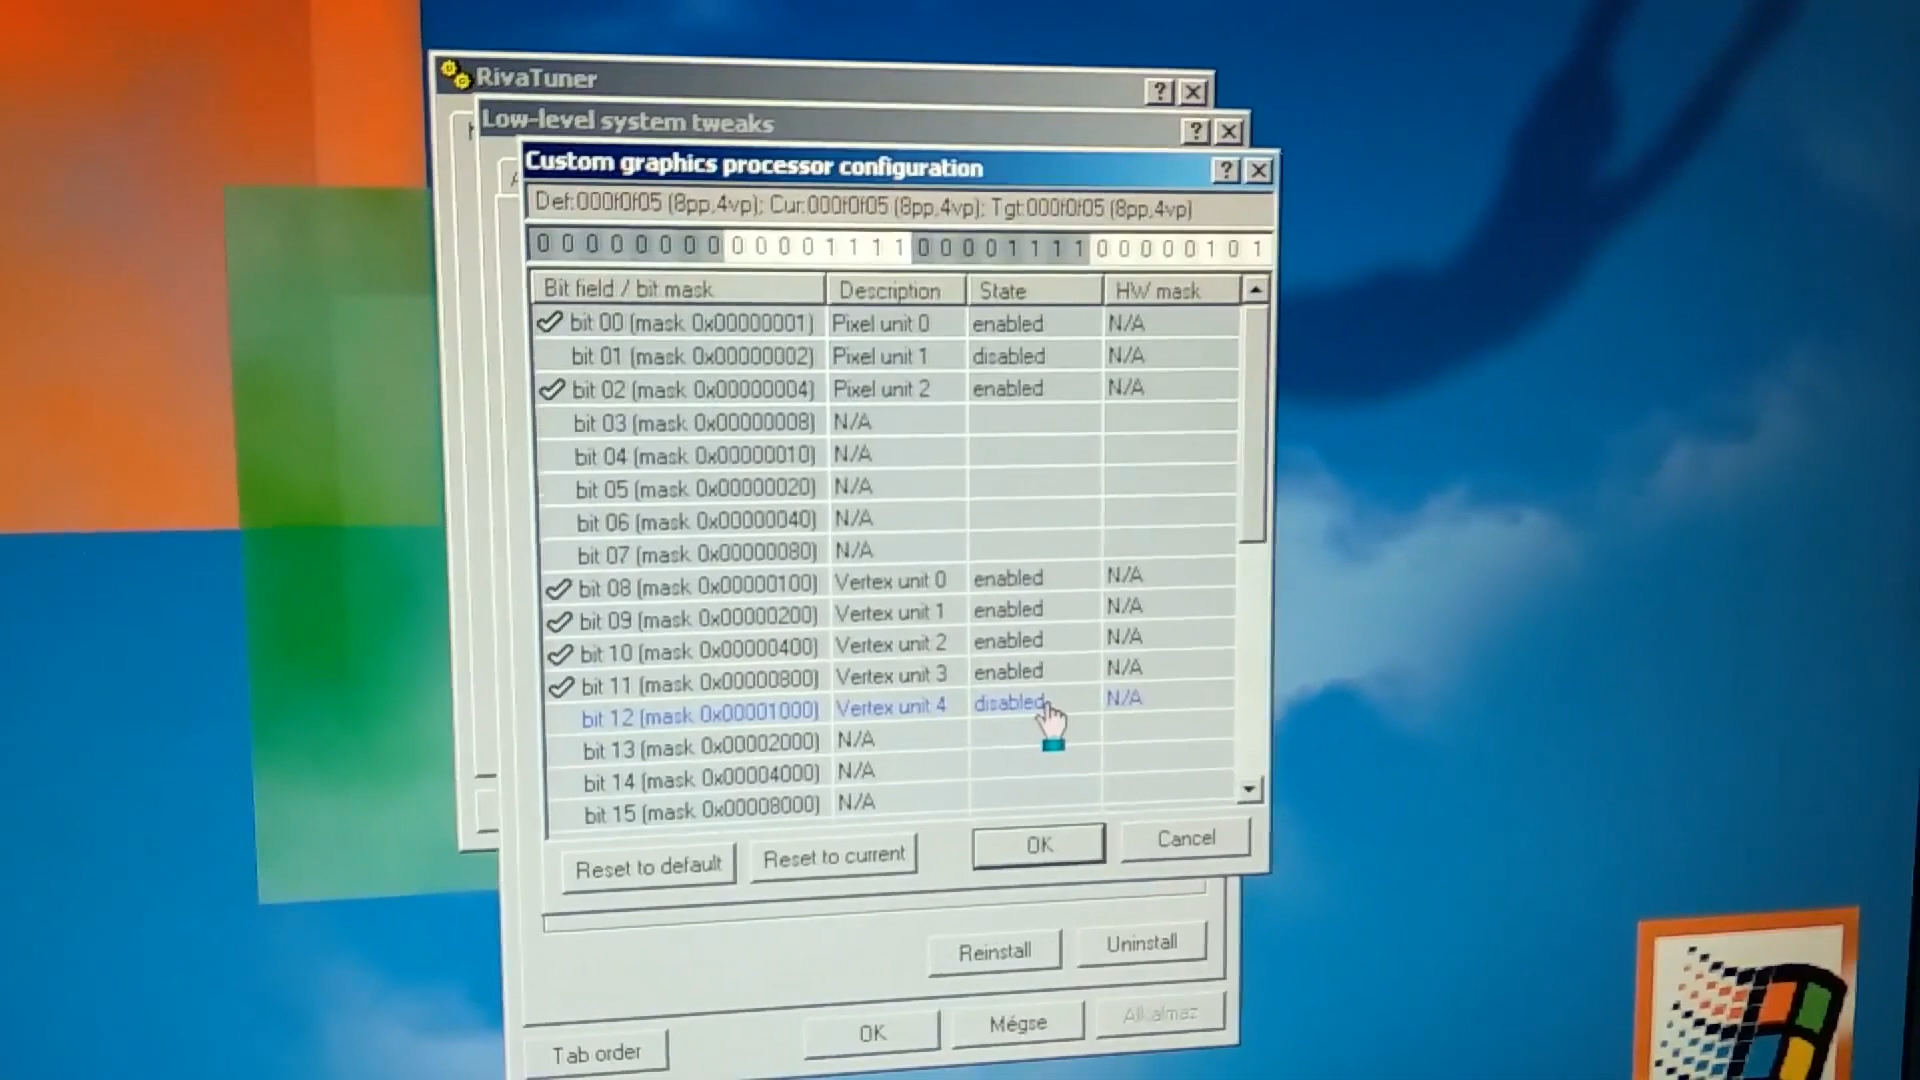 RivaTuner
Low-level system tweaks
Custom graphics processor configuration
Def:000f0f05 (8pp,4vp); Cur:000f0f05 (8pp,4vp); Tgt:000f0f05 (8pp,4vp)
0 0 0 0 0 0 0 0 0 0 0 0 1 1 1 1 0 0 0 0 1 1 1 1 0 0 0 0 0 1 0 1
Bit field / bit mask Description State HW mask
bit 00 (mask 0x00000001) Pixel unit 0 enabled N/A
bit 01 (mask 0x00000002) Pixel unit 1 disabled N/A
bit 02 (mask 0x00000004) Pixel unit 2 enabled N/A
bit 03 (mask 0x00000008) N/A
bit 04 (mask 0x00000010) N/A
bit 05 (mask 0x00000020) N/A
bit 06 (mask 0x00000040) N/A
bit 07 (mask 0x00000080) N/A
bit 08 (mask 0x00000100) Vertex unit 0 enabled N/A
bit 09 (mask 0x00000200) Vertex unit 1 enabled N/A
bit 10 (mask 0x00000400) Vertex unit 2 enabled N/A
bit 11 (mask 0x00000800) Vertex unit 3 enabled N/A
bit 12 (mask 0x00001000) Vertex unit 4 disabled N/A
bit 13 (mask 0x00002000) N/A
bit 14 (mask 0x00004000) N/A
bit 15 (mask 0x00008000) N/A
Reset to default Reset to current OK Cancel
Reinstall Uninstall
Tab order OK Mégse Alkalmaz